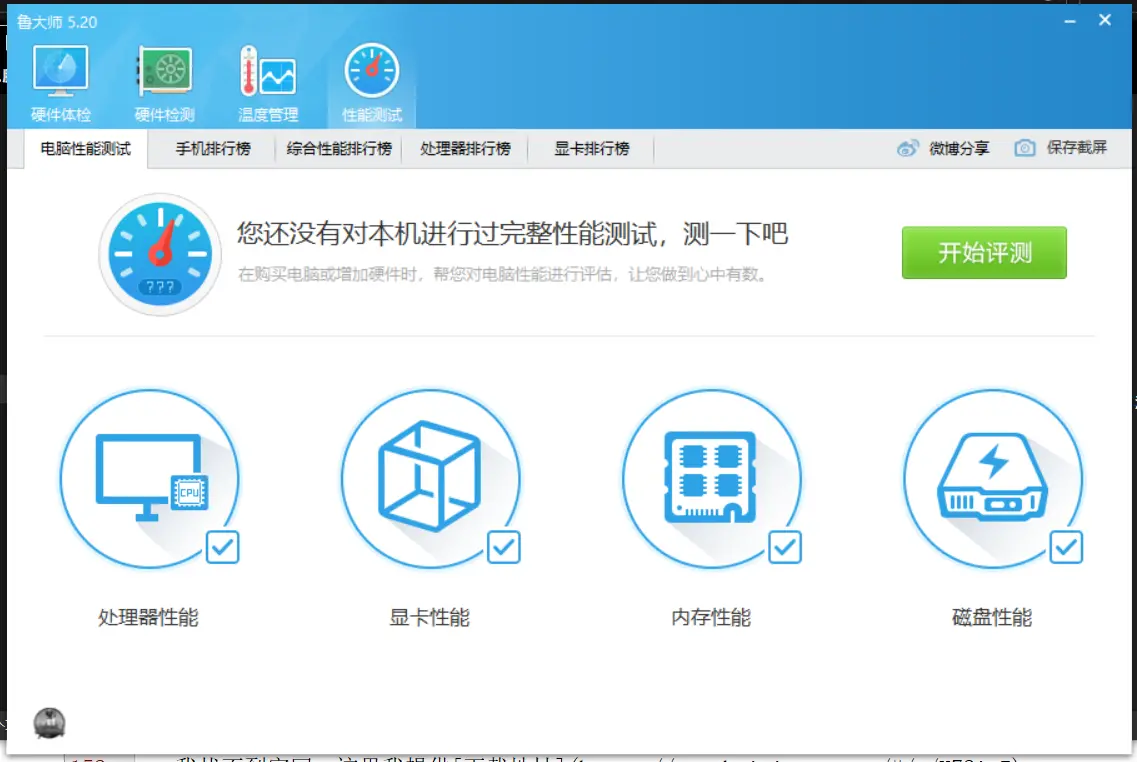 鲁大师 5.20
硬件体检 硬件检测 温度管理 性能测试
电脑性能测试 手机排行榜 综合性能排行榜 处理器排行榜 显卡排行榜 微博分享 保存截屏
您还没有对本机进行过完整性能测试，测一下吧
在购买电脑或增加硬件时，帮您对电脑性能进行评估，让您做到心中有数。
???
开始评测
CPU
处理器性能 显卡性能 内存性能 磁盘性能